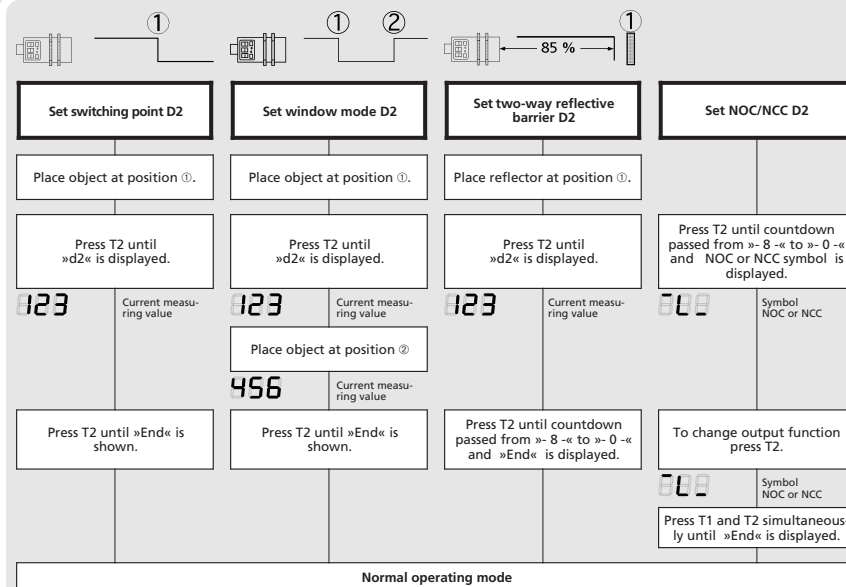 ①
① ②
85 %
①
Set switching point D2
Place object at position ①.
Press T2 until
»d2« is displayed.
123
Current measu-
ring value
Press T2 until »End« is
shown.
Set window mode D2
Place object at position ①.
Press T2 until
»d2« is displayed.
123
Current measu-
ring value
Place object at position ②
456
Current measu-
ring value
Press T2 until »End« is
shown.
Set two-way reflective
barrier D2
Place reflector at position ①.
Press T2 until
»d2« is displayed.
123
Current measu-
ring value
Press T2 until countdown
passed from »- 8 -« to »- 0 -«
and »End« is displayed.
Set NOC/NCC D2
Press T2 until countdown
passed from »- 8 -« to »- 0 -«
and NOC or NCC symbol is
displayed.
Symbol
NOC or NCC
To change output function
press T2.
Symbol
NOC or NCC
Press T1 and T2 simultaneous-
ly until »End« is displayed.
Normal operating mode